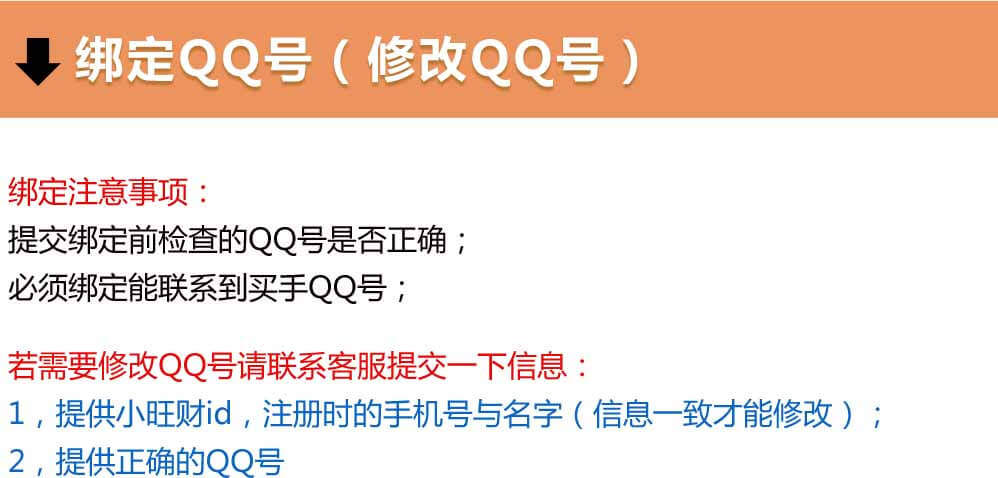 绑定QQ号（修改QQ号）
绑定注意事项：
提交绑定前检查的QQ号是否正确；
必须绑定能联系到买手QQ号；
若需要修改QQ号请联系客服提交一下信息：
1，提供小旺财id，注册时的手机号与名字（信息一致才能修改）；
2，提供正确的QQ号